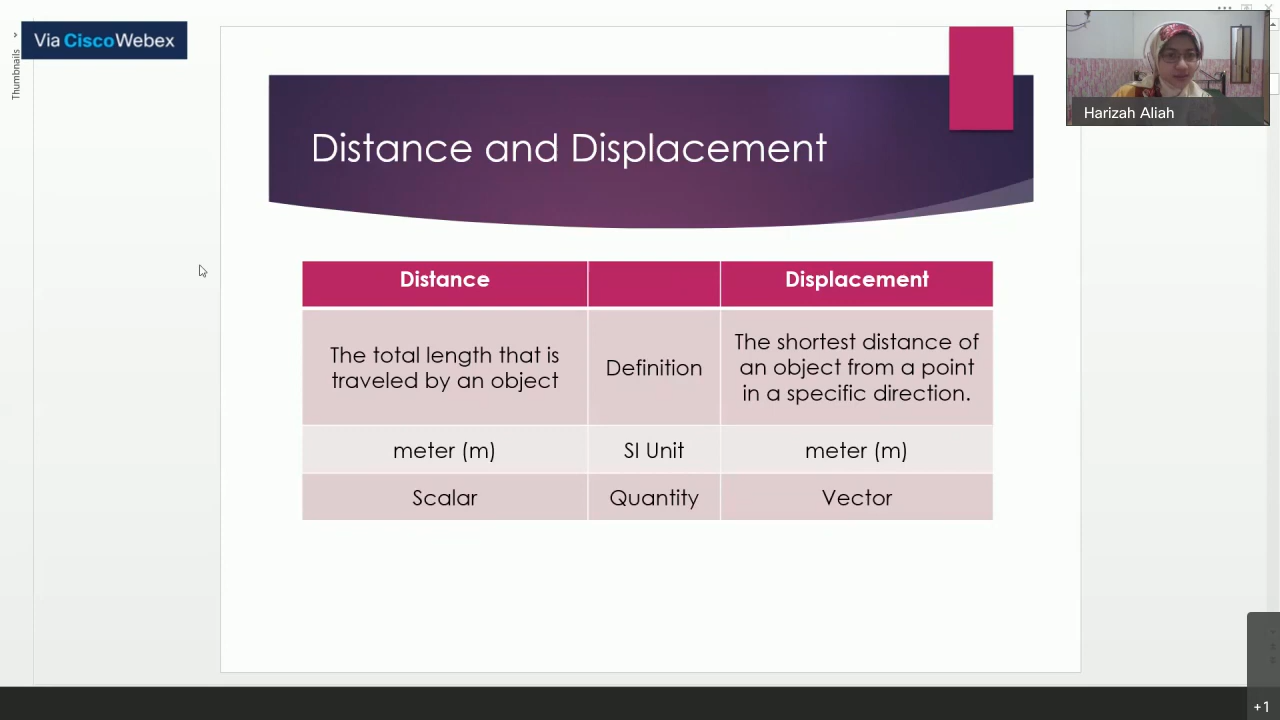 Via Cisco Webex
Thumbnails
Harizah Aliah
Distance and Displacement
Distance
Displacement
The total length that is
traveled by an object
Definition
The shortest distance of
an object from a point
in a specific direction.
meter (m)
SI Unit
meter (m)
Scalar
Quantity
Vector
+1